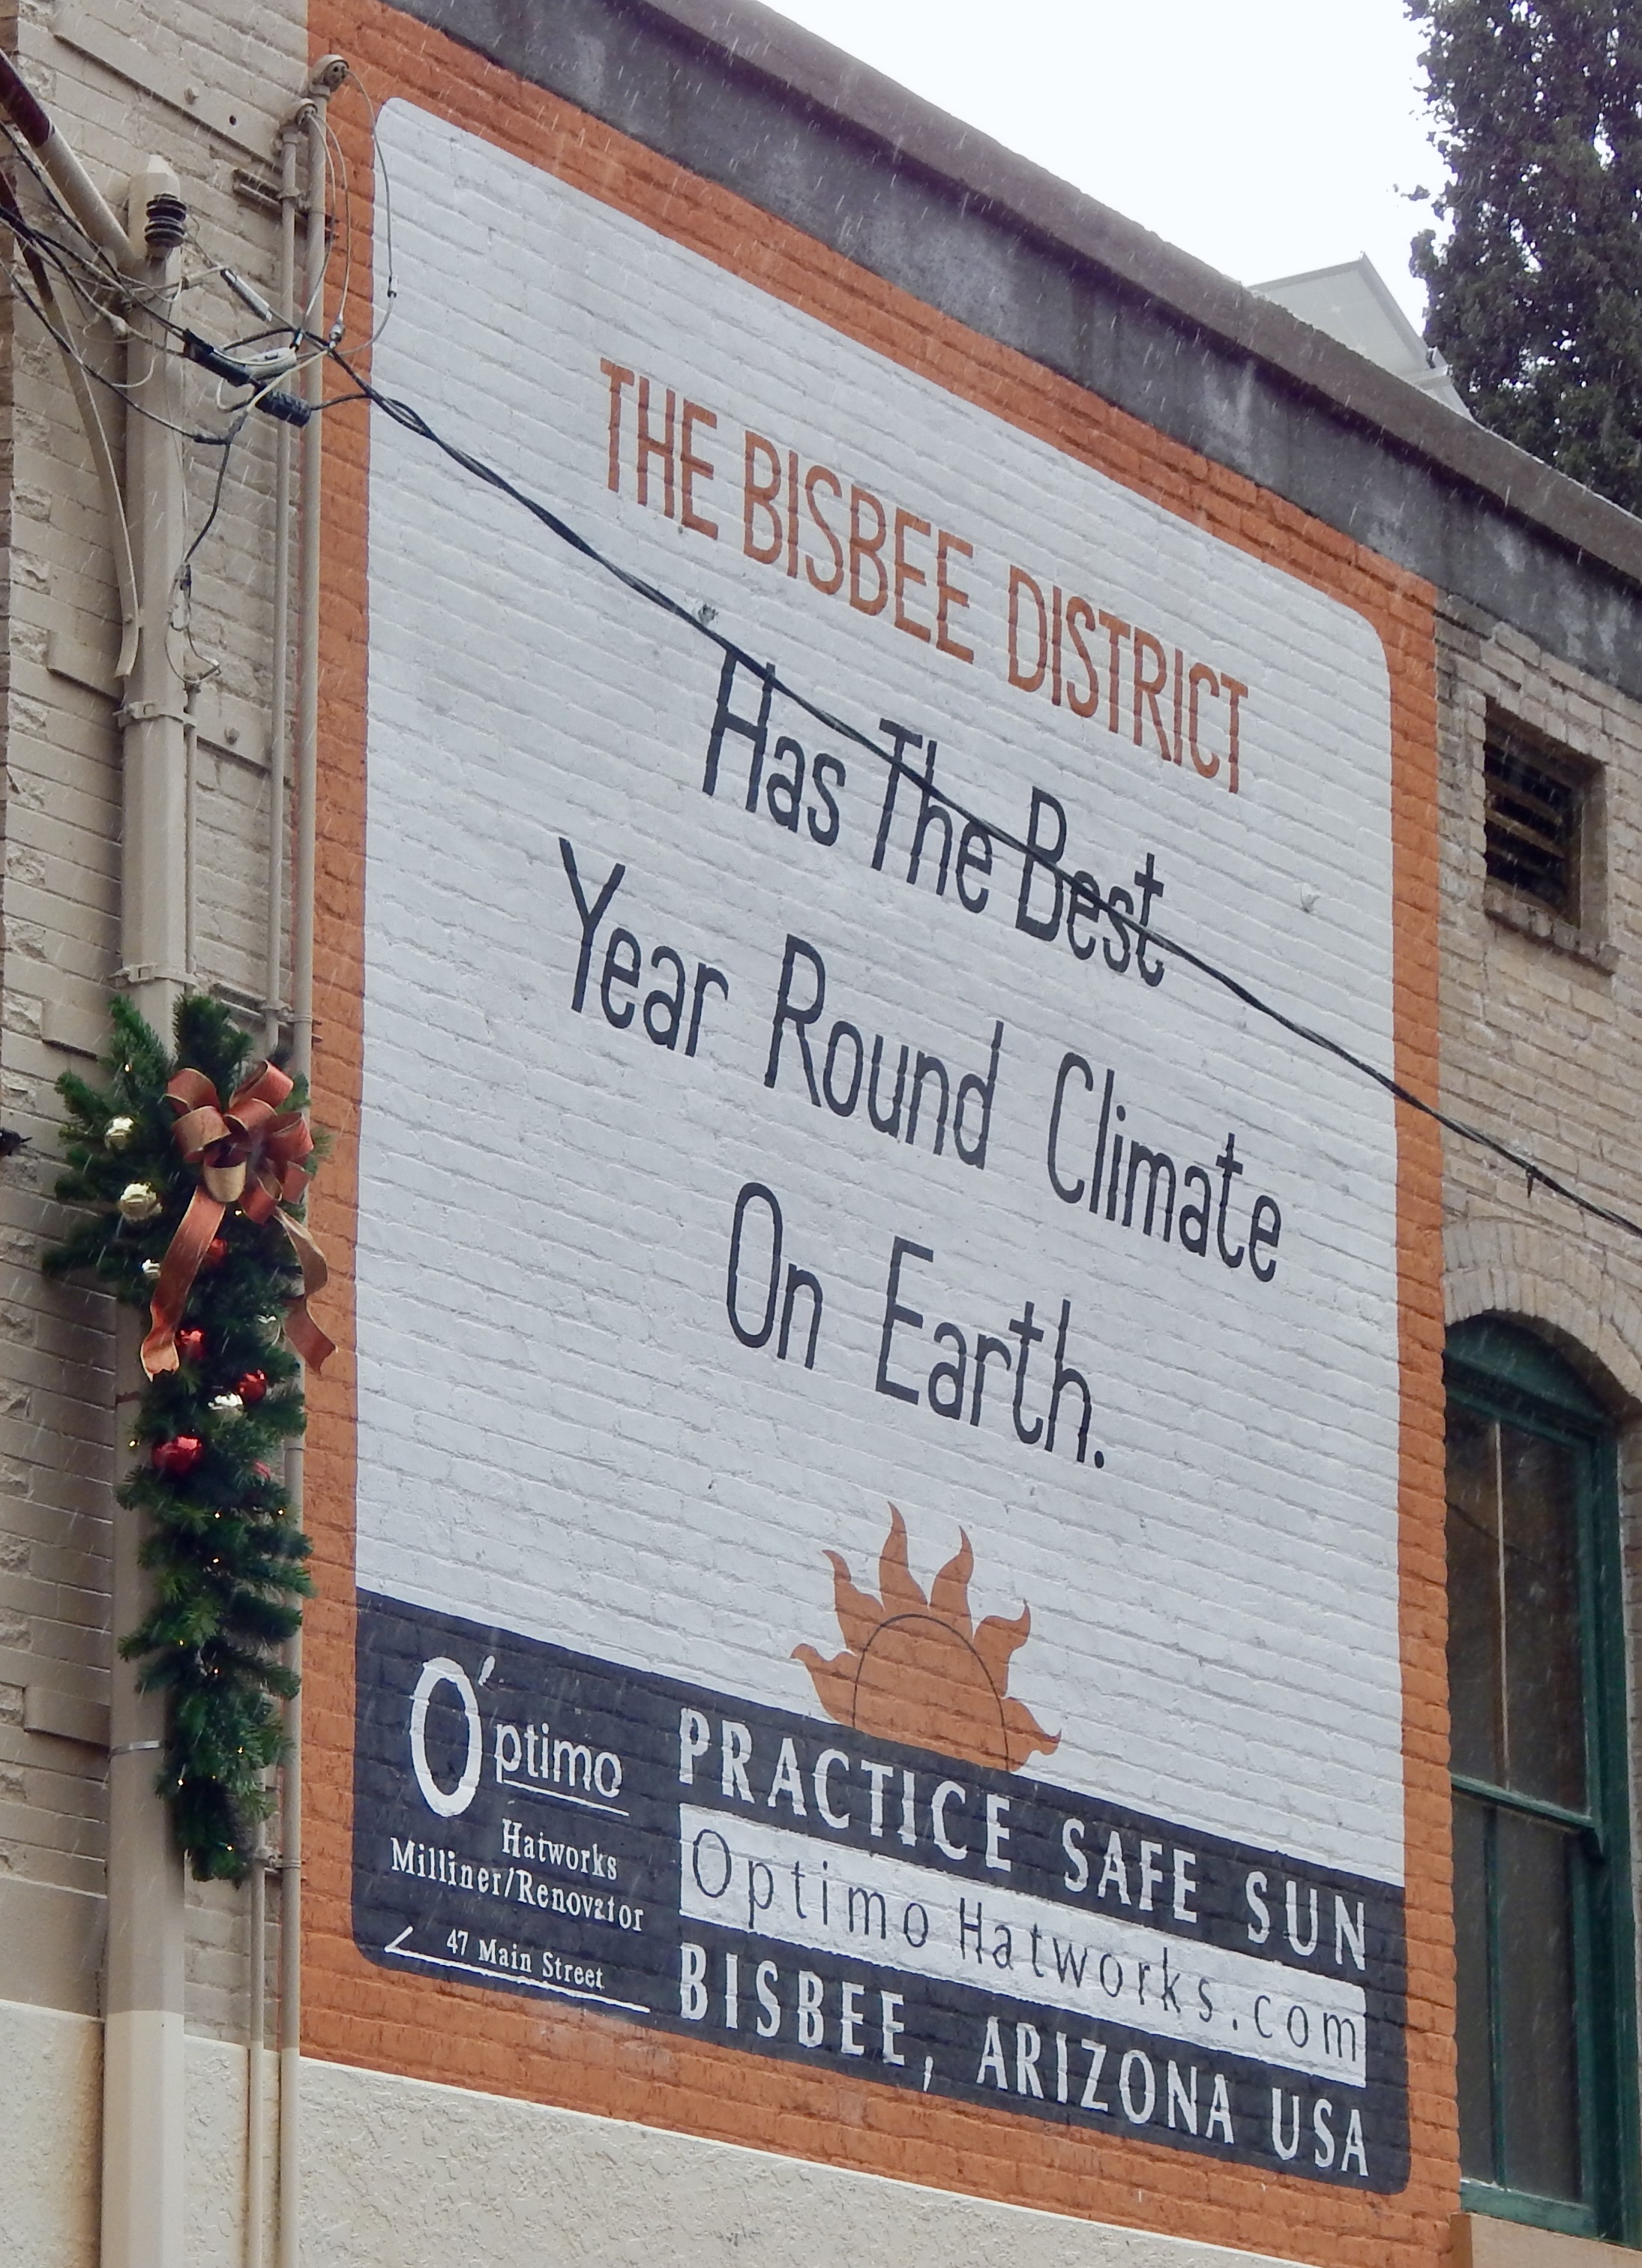 THE BISBEE DISTRICT
Has The Best
Year Round Climate
On Earth.
O'ptimo
Hatworks
Milliner/Renovator
47 Main Street
PRACTICE SAFE SUN
OptimoHatworks.com
BISBEE, ARIZONA USA